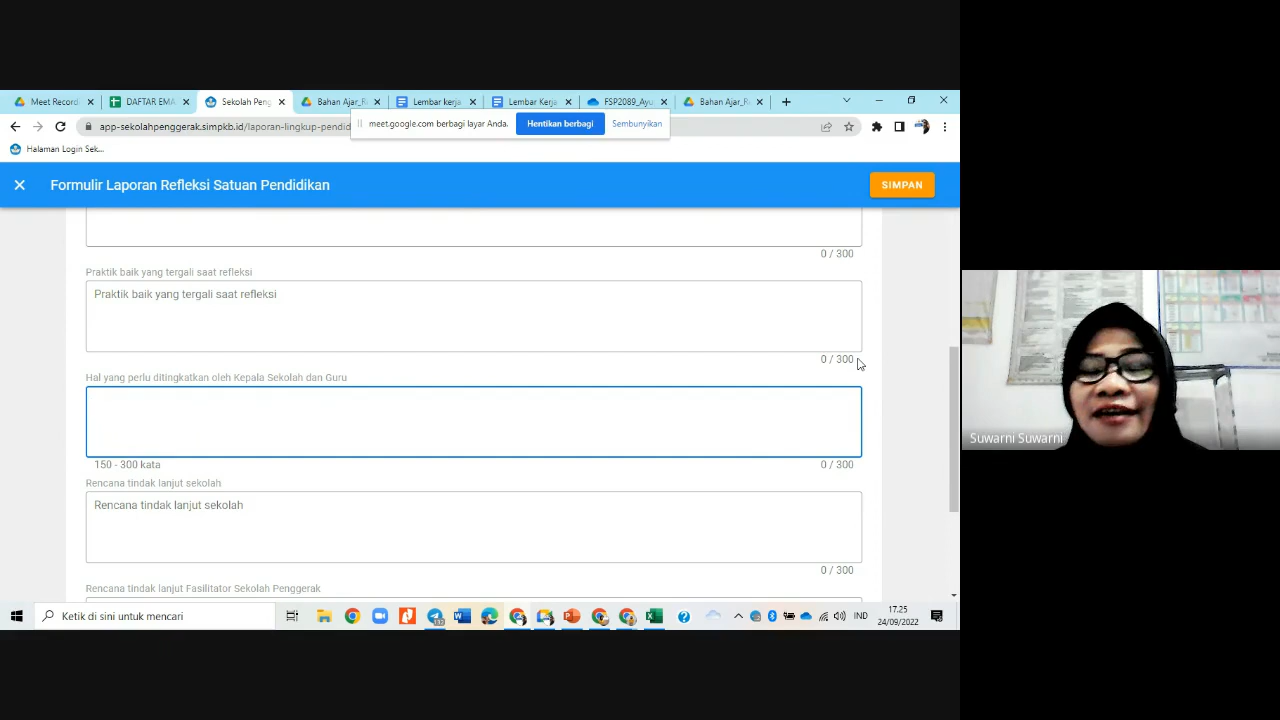 Meet Record
DAFTAR EMA
Sekolah Peng
Bahan Ajar_R
Lembar kerja
Lembar Kerja
FSP2089_Ayu
Bahan Ajar_R
app-sekolahpenggerak.simpkb.id/laporan-lingkup-pendid
meet.google.com berbagi layar Anda.
Hentikan berbagi
Sembunyikan
Halaman Login Sek...
Formulir Laporan Refleksi Satuan Pendidikan
SIMPAN
0 / 300
Praktik baik yang tergali saat refleksi
Praktik baik yang tergali saat refleksi
0 / 300
Hal yang perlu ditingkatkan oleh Kepala Sekolah dan Guru
150 - 300 kata
0 / 300
Rencana tindak lanjut sekolah
Rencana tindak lanjut sekolah
0 / 300
Rencana tindak lanjut Fasilitator Sekolah Penggerak
Ketik di sini untuk mencari
IND
17.25
24/09/2022
Suwarni Suwarni